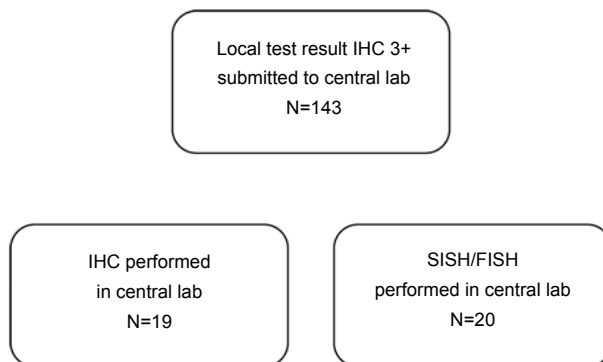 Local test result IHC 3+
submitted to central lab
N=143
IHC performed
in central lab
N=19
SISH/FISH
performed in central lab
N=20